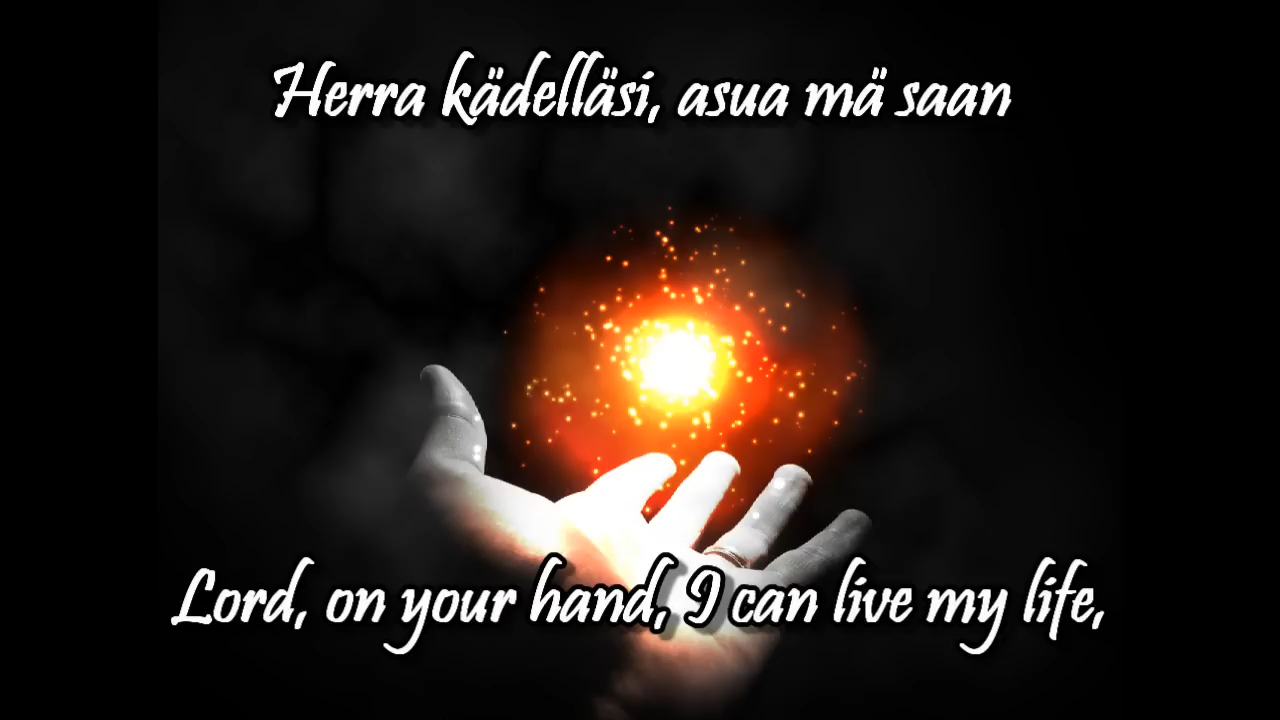 Herra kädelläsi, asua mä saan
Lord, on your hand, I can live my life,